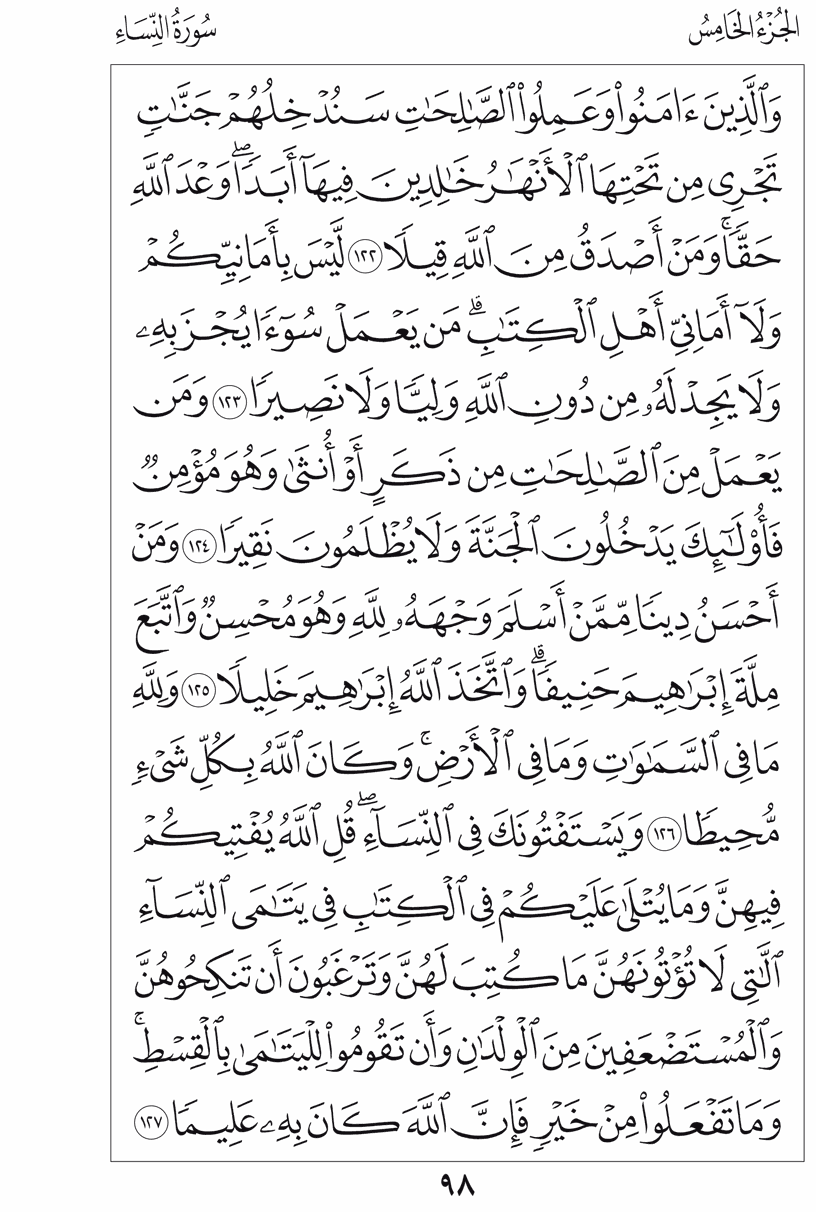 الجُزْءُ الخَامِسُ سُورَةُ النِّسَاءِ
وَٱلَّذِينَ ءَامَنُوا۟ وَعَمِلُوا۟ ٱلصَّـٰلِحَـٰتِ سَنُدْخِلُهُمْ جَنَّـٰتٍ
تَجْرِى مِن تَحْتِهَا ٱلْأَنْهَـٰرُ خَـٰلِدِينَ فِيهَآ أَبَدًا ۖ وَعْدَ ٱللَّهِ
حَقًّا ۚ وَمَنْ أَصْدَقُ مِنَ ٱللَّهِ قِيلًا ١٢٢ لَّيْسَ بِأَمَانِيِّكُمْ
وَلَآ أَمَانِىِّ أَهْلِ ٱلْكِتَـٰبِ ۗ مَن يَعْمَلْ سُوٓءًا يُجْزَ بِهِۦ
وَلَا يَجِدْ لَهُۥ مِن دُونِ ٱللَّهِ وَلِيًّا وَلَا نَصِيرًا ١٢٣ وَمَن
يَعْمَلْ مِنَ ٱلصَّـٰلِحَـٰتِ مِن ذَكَرٍ أَوْ أُنثَىٰ وَهُوَ مُؤْمِنٌ
فَأُو۟لَـٰٓئِكَ يَدْخُلُونَ ٱلْجَنَّةَ وَلَا يُظْلَمُونَ نَقِيرًا ١٢٤ وَمَنْ
أَحْسَنُ دِينًا مِّمَّنْ أَسْلَمَ وَجْهَهُۥ لِلَّهِ وَهُوَ مُحْسِنٌ وَٱتَّبَعَ
مِلَّةَ إِبْرَٰهِيمَ حَنِيفًا ۗ وَٱتَّخَذَ ٱللَّهُ إِبْرَٰهِيمَ خَلِيلًا ١٢٥ وَلِلَّهِ
مَا فِى ٱلسَّمَـٰوَٰتِ وَمَا فِى ٱلْأَرْضِ ۚ وَكَانَ ٱللَّهُ بِكُلِّ شَىْءٍ
مُّحِيطًا ١٢٦ وَيَسْتَفْتُونَكَ فِى ٱلنِّسَآءِ ۖ قُلِ ٱللَّهُ يُفْتِيكُمْ
فِيهِنَّ وَمَا يُتْلَىٰ عَلَيْكُمْ فِى ٱلْكِتَـٰبِ فِى يَتَـٰمَى ٱلنِّسَآءِ
ٱلَّـٰتِى لَا تُؤْتُونَهُنَّ مَا كُتِبَ لَهُنَّ وَتَرْغَبُونَ أَن تَنكِحُوهُنَّ
وَٱلْمُسْتَضْعَفِينَ مِنَ ٱلْوِلْدَٰنِ وَأَن تَقُومُوا۟ لِلْيَتَـٰمَىٰ بِٱلْقِسْطِ ۚ
وَمَا تَفْعَلُوا۟ مِنْ خَيْرٍ فَإِنَّ ٱللَّهَ كَانَ بِهِۦ عَلِيمًا ١٢٧
٩٨